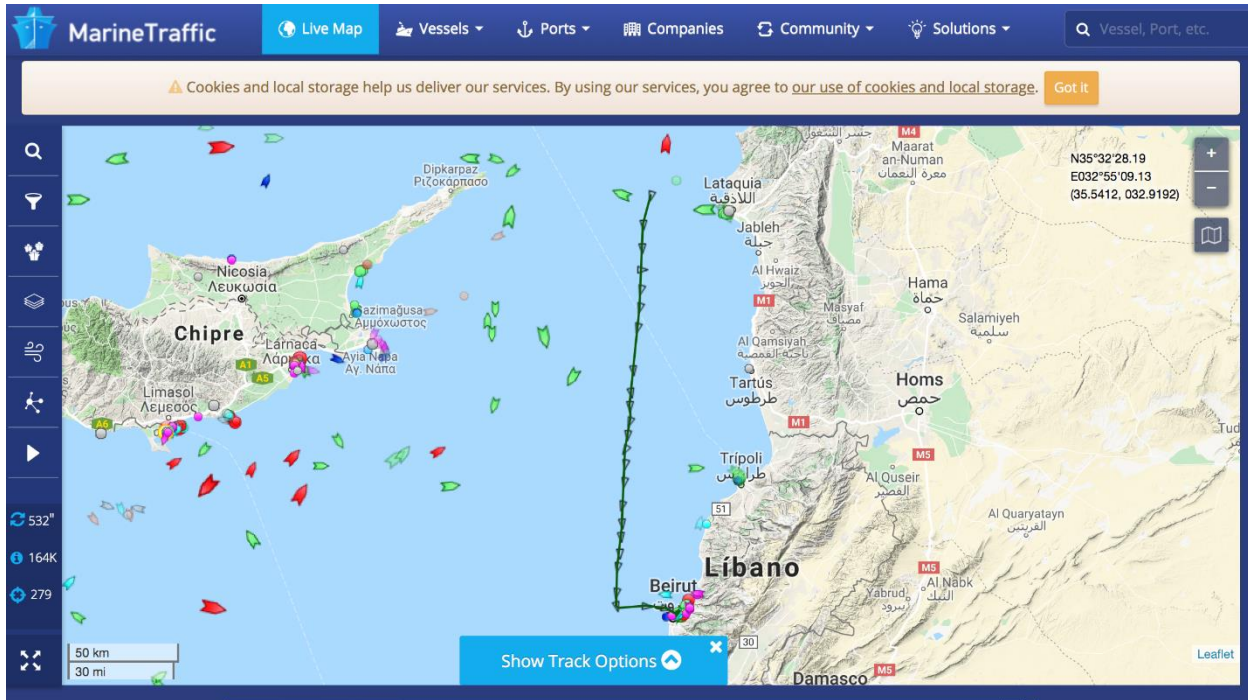 MarineTraffic
Live Map
Vessels
Ports
Companies
Community
Solutions
Vessel, Port, etc.
Cookies and local storage help us deliver our services. By using our services, you agree to our use of cookies and local storage.
Got it
M4
Maarat
an-Numan
معرة النعمان
N35°32'28.19
E032°55'09.13
(35.5412, 032.9192)
+
−
Dipkarpaz
Ριζοκάρπασο
Lataquia
اللاذقية
Jableh
جبلة
Nicosia
Λευκωσία
Al Hwaiz
الحويز
M1
Hama
حماة
Masyaf
مصياف
Salamiyeh
سلمية
Gazimağusa
Αμμόχωστος
Chipre
Lárnaca
Ayia Napa
Αγ. Νάπα
A1
A5
Al Qamsiyah
Limasol
Λεμεσός
A6
Tartús
طرطوس
Homs
حمص
M1
M5
Trípoli
طرابلس
Al Quseir
القصير
51
Al Quaryatayn
القريتين
532"
164K
279
Líbano
M5
Beirut
Yabrud
يبرود
Al Nabk
النبك
50 km
30 mi
30
Show Track Options
Damasco
M5
Leaflet